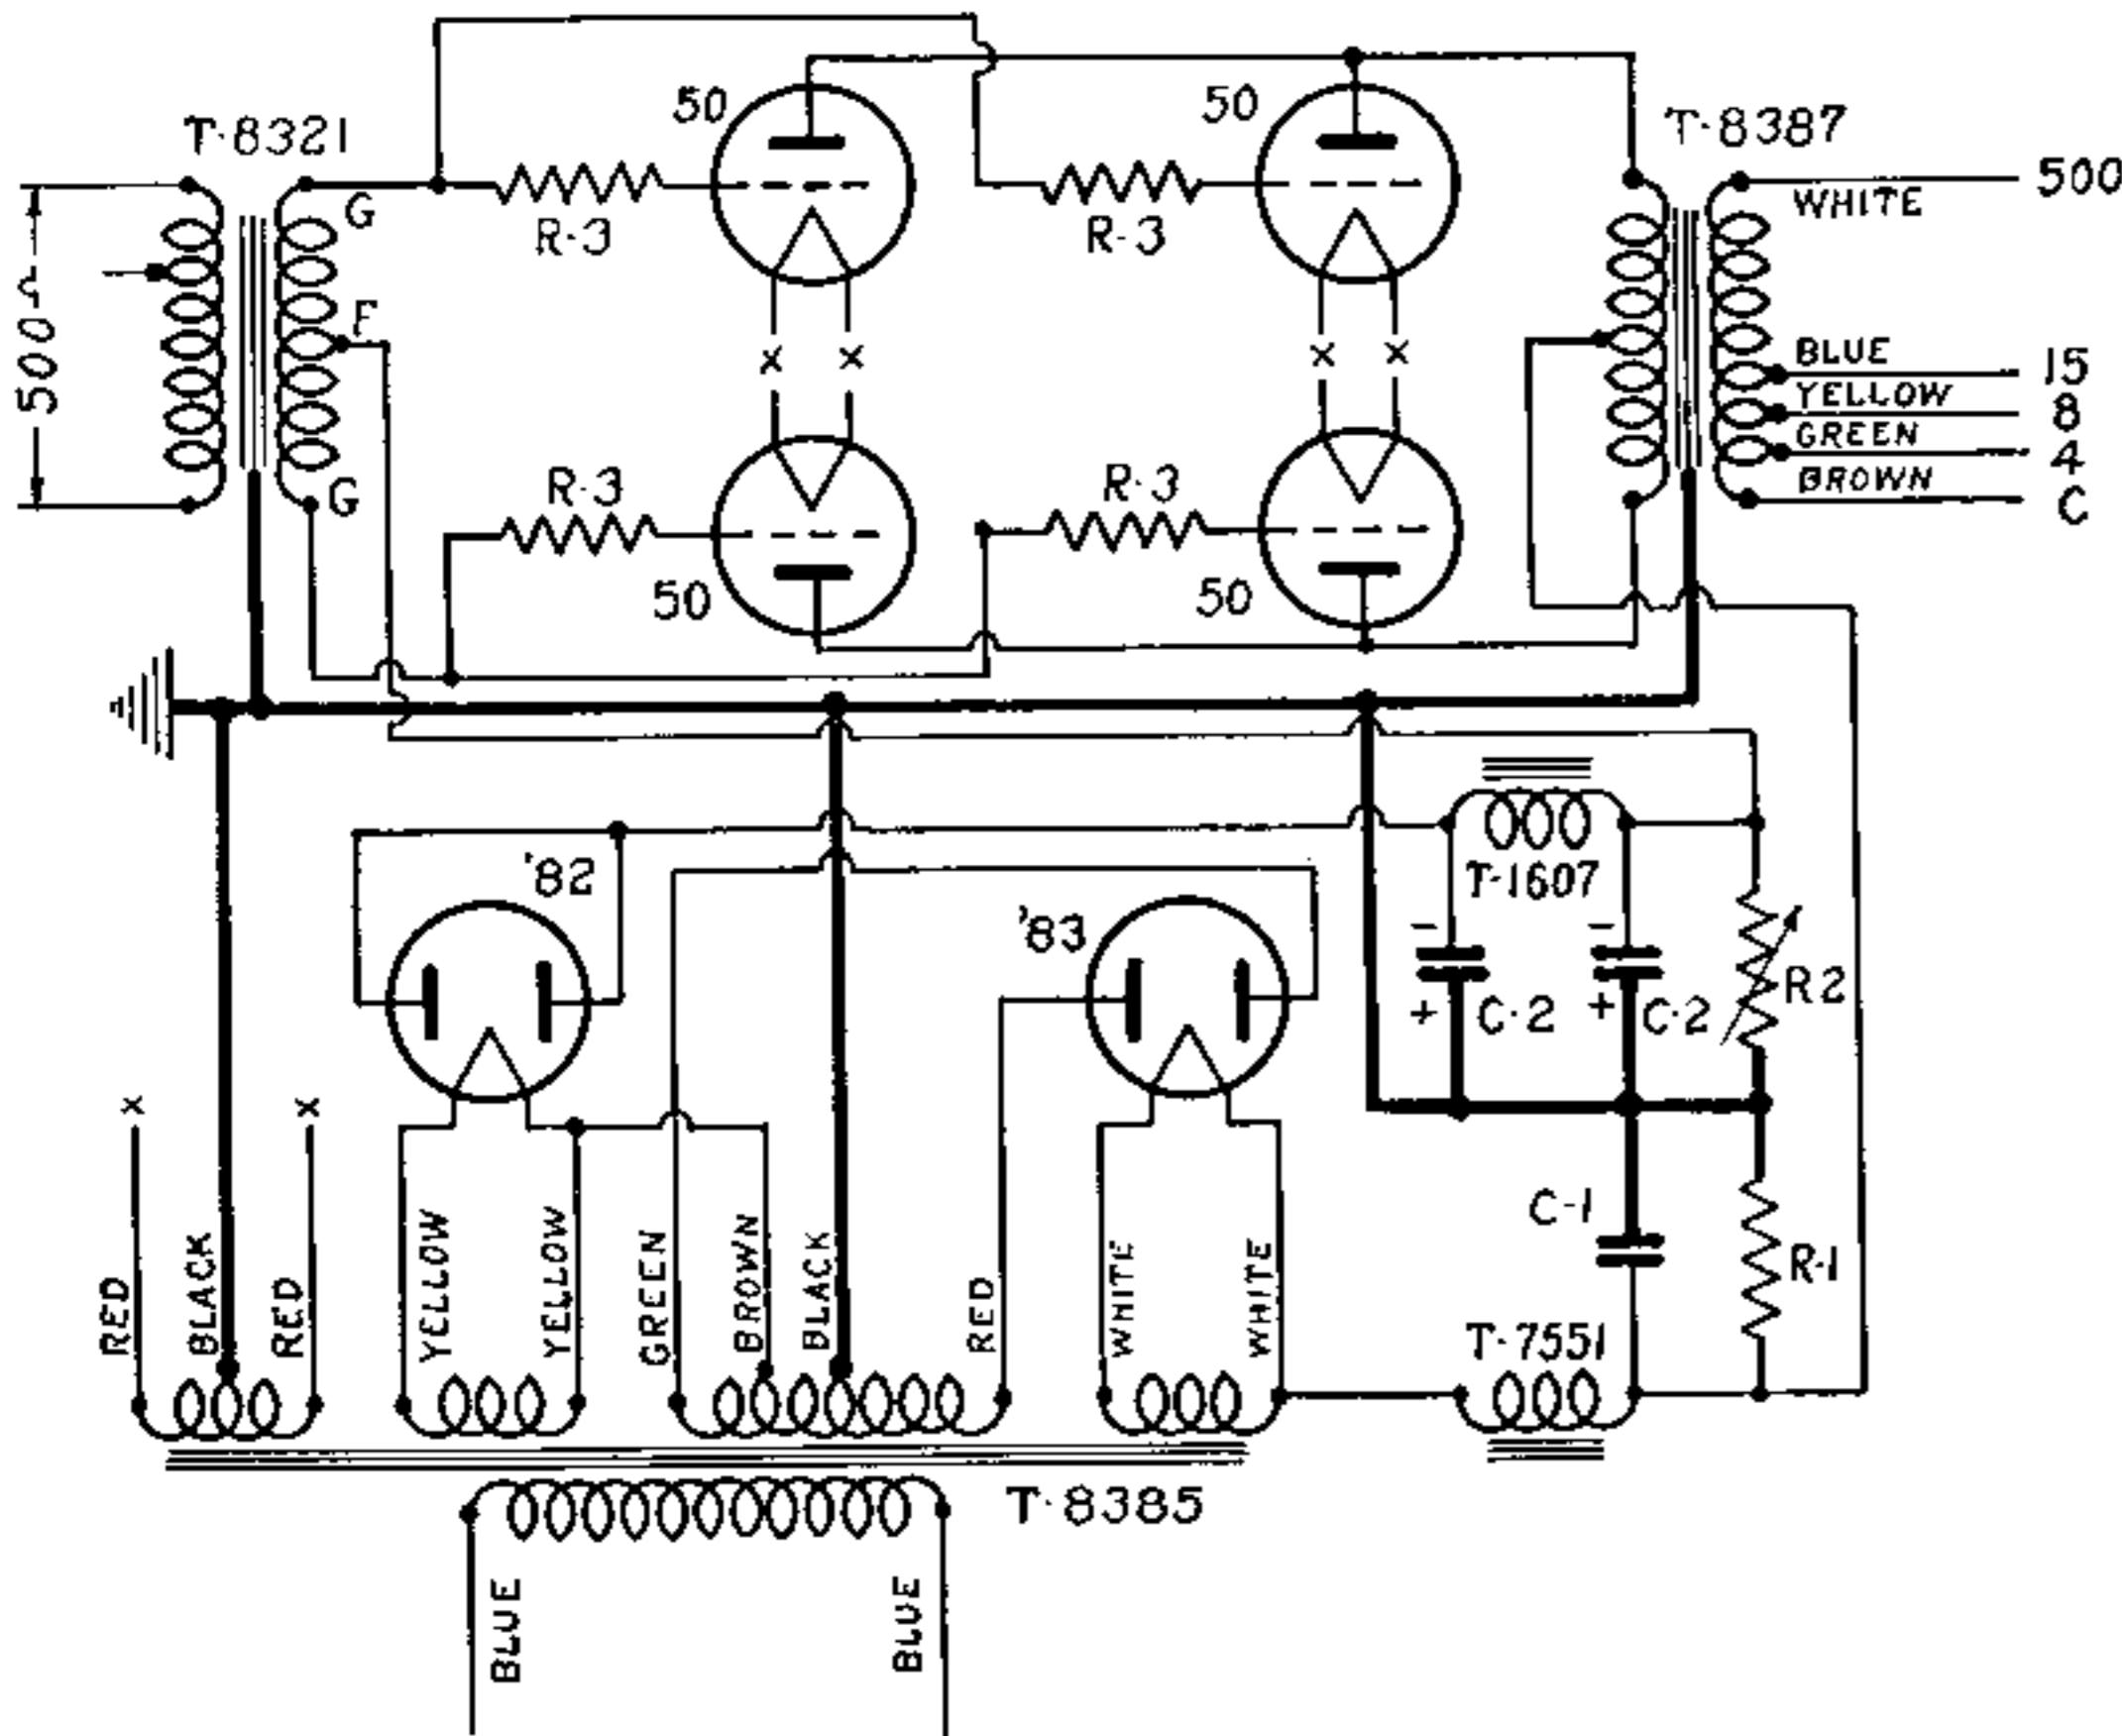 T-8321
50
50
T-8387
500
WHITE
G
R-3
R-3
500
F
X X
X X
BLUE
15
YELLOW
8
GREEN
4
BROWN
C
G
R-3
R-3
50
50
'82
T-1607
'83
-
-
+
C-2
+
C-2
R2
X
X
C-1
R-1
RED
BLACK
RED
YELLOW
YELLOW
GREEN
BROWN
BLACK
RED
WHITE
WHITE
T-7551
T-8385
BLUE
BLUE